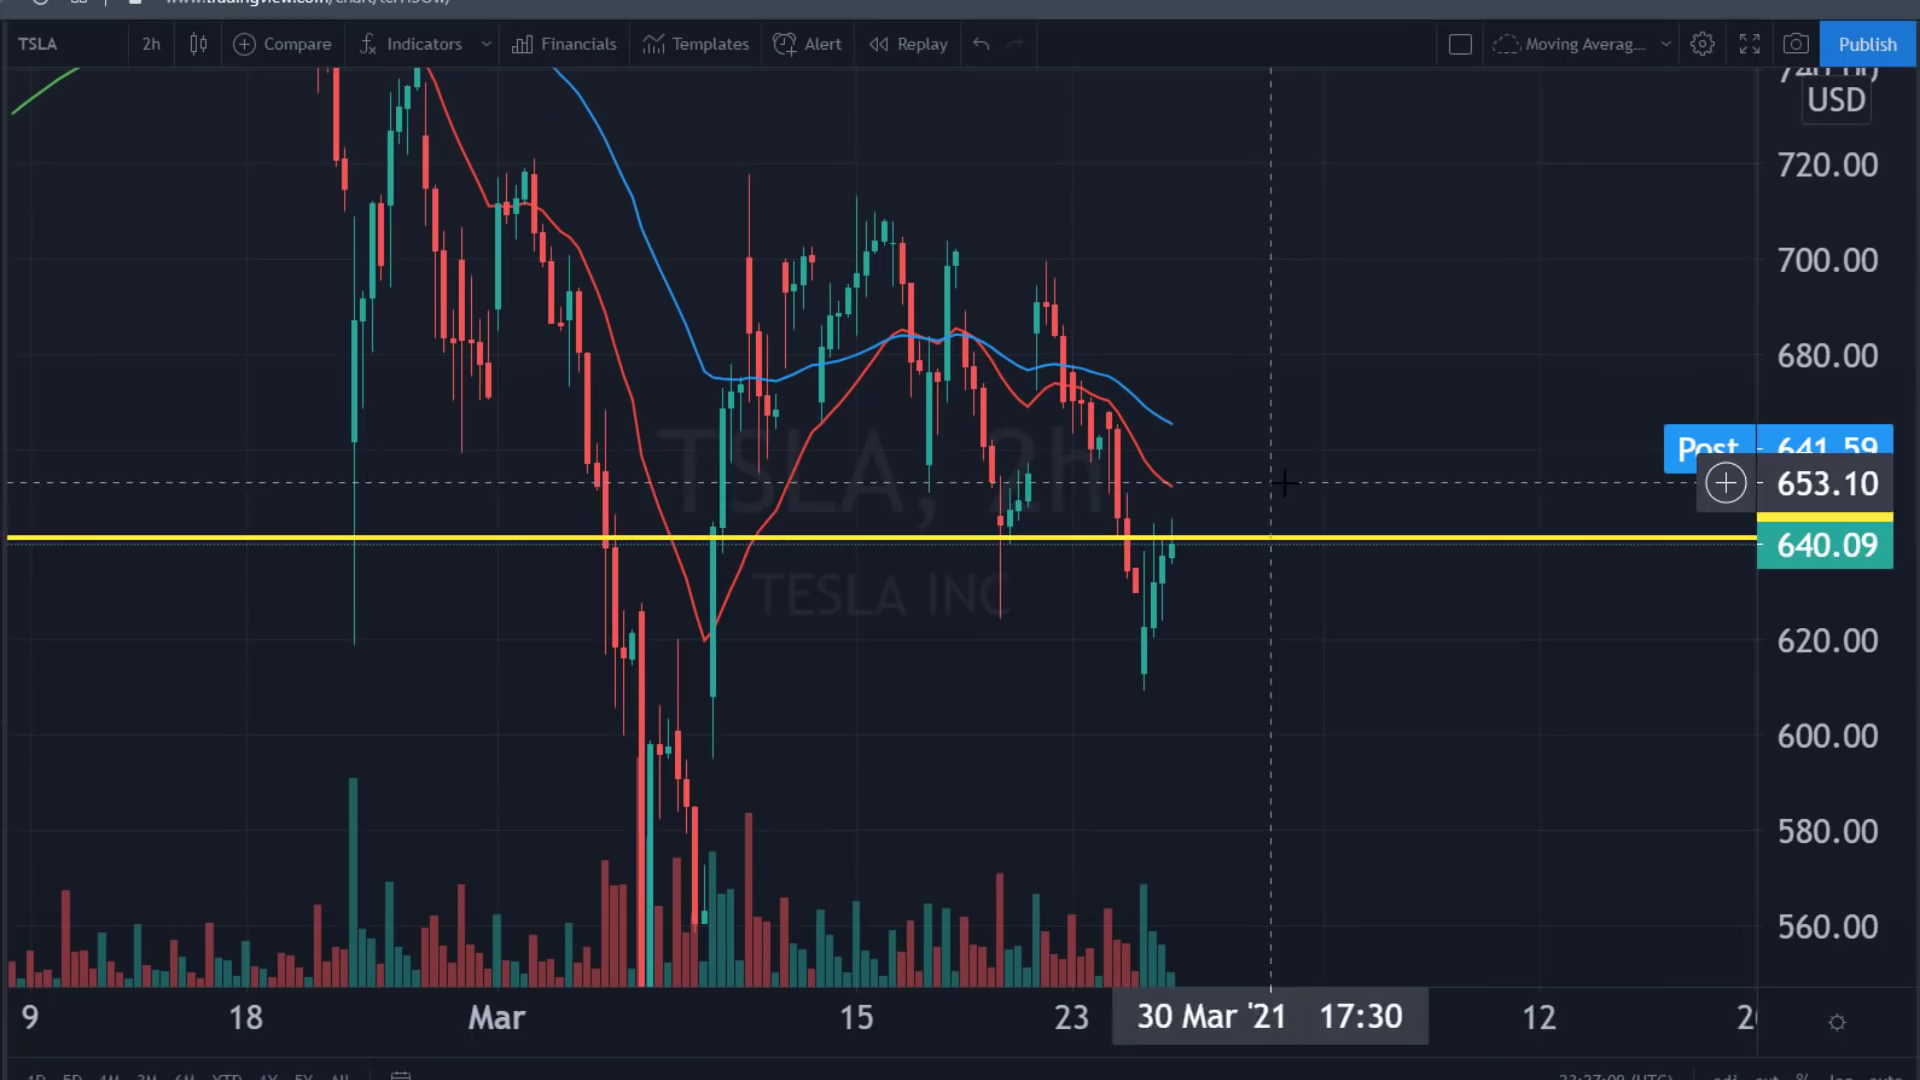 TSLA 2h Compare Indicators Financials Templates Alert Replay Moving Averag... Publish
USD
720.00
700.00
680.00
Post 641.59
653.10
640.09
620.00
600.00
580.00
560.00
TSLA, 2h
TESLA INC
9 18 Mar 15 23 30 Mar '21 17:30 12